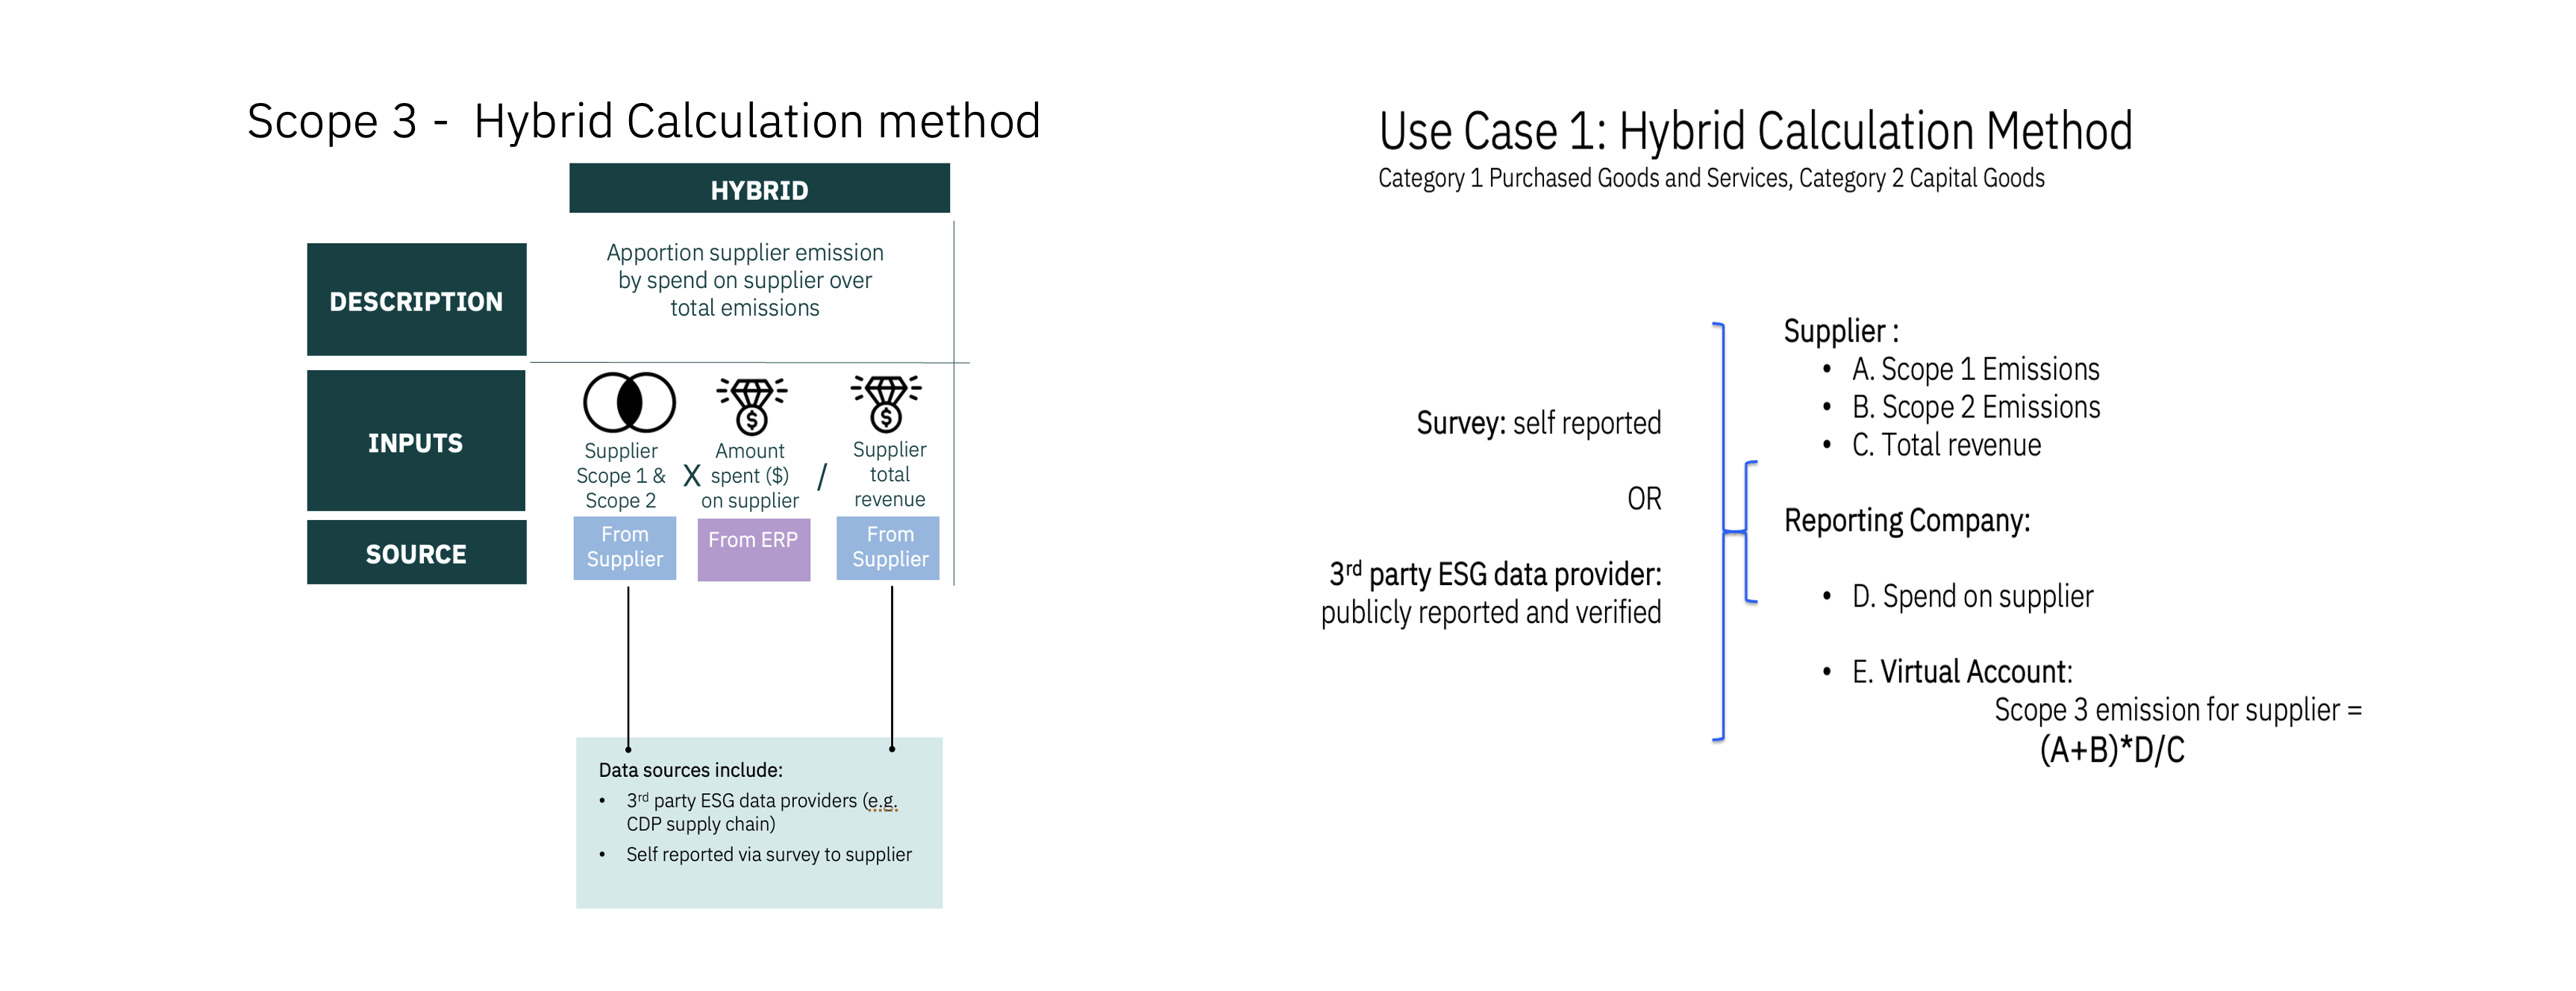 Scope 3 -  Hybrid Calculation method
HYBRID
DESCRIPTION
Apportion supplier emission
by spend on supplier over
total emissions
INPUTS
Supplier
Scope 1 &
Scope 2
X
Amount
spent ($)
on supplier
/
Supplier
total
revenue
SOURCE
From
Supplier
From ERP
From
Supplier
Data sources include:
• 3rd party ESG data providers (e.g.
CDP supply chain)
• Self reported via survey to supplier
Use Case 1: Hybrid Calculation Method
Category 1 Purchased Goods and Services, Category 2 Capital Goods
Survey: self reported
OR
3rd party ESG data provider:
publicly reported and verified
Supplier :
• A. Scope 1 Emissions
• B. Scope 2 Emissions
• C. Total revenue
Reporting Company:
• D. Spend on supplier
• E. Virtual Account:
Scope 3 emission for supplier =
(A+B)*D/C